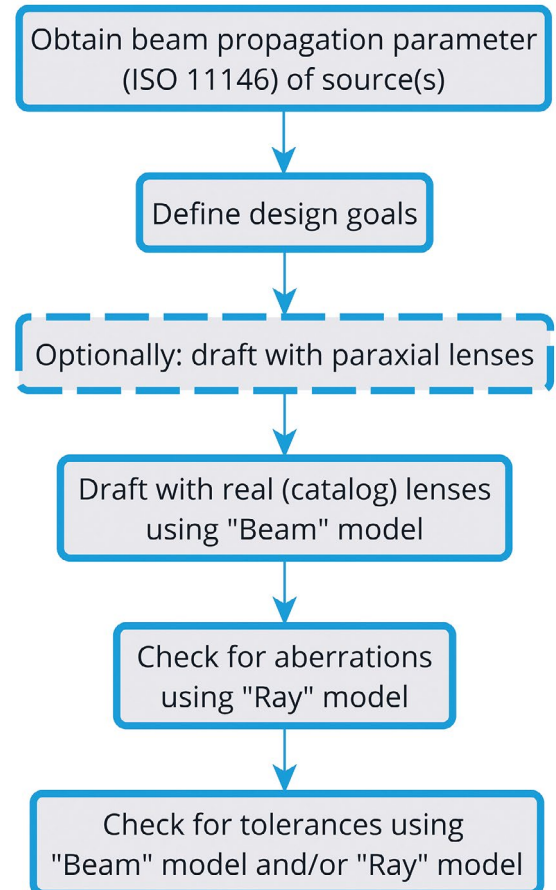 Obtain beam propagation parameter
(ISO 11146) of source(s)
Define design goals
Optionally: draft with paraxial lenses
Draft with real (catalog) lenses
using "Beam" model
Check for aberrations
using "Ray" model
Check for tolerances using
"Beam" model and/or "Ray" model